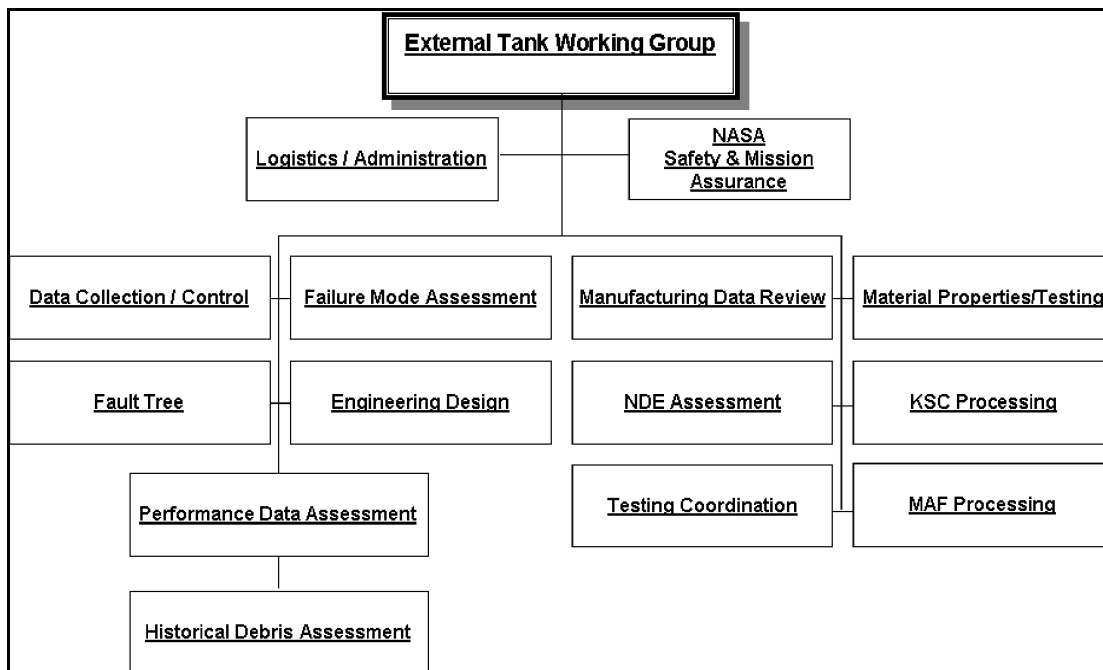 External Tank Working Group
Logistics / Administration
NASA
Safety & Mission
Assurance
Data Collection / Control
Failure Mode Assessment
Manufacturing Data Review
Material Properties/Testing
Fault Tree
Engineering Design
NDE Assessment
KSC Processing
Performance Data Assessment
Testing Coordination
MAF Processing
Historical Debris Assessment